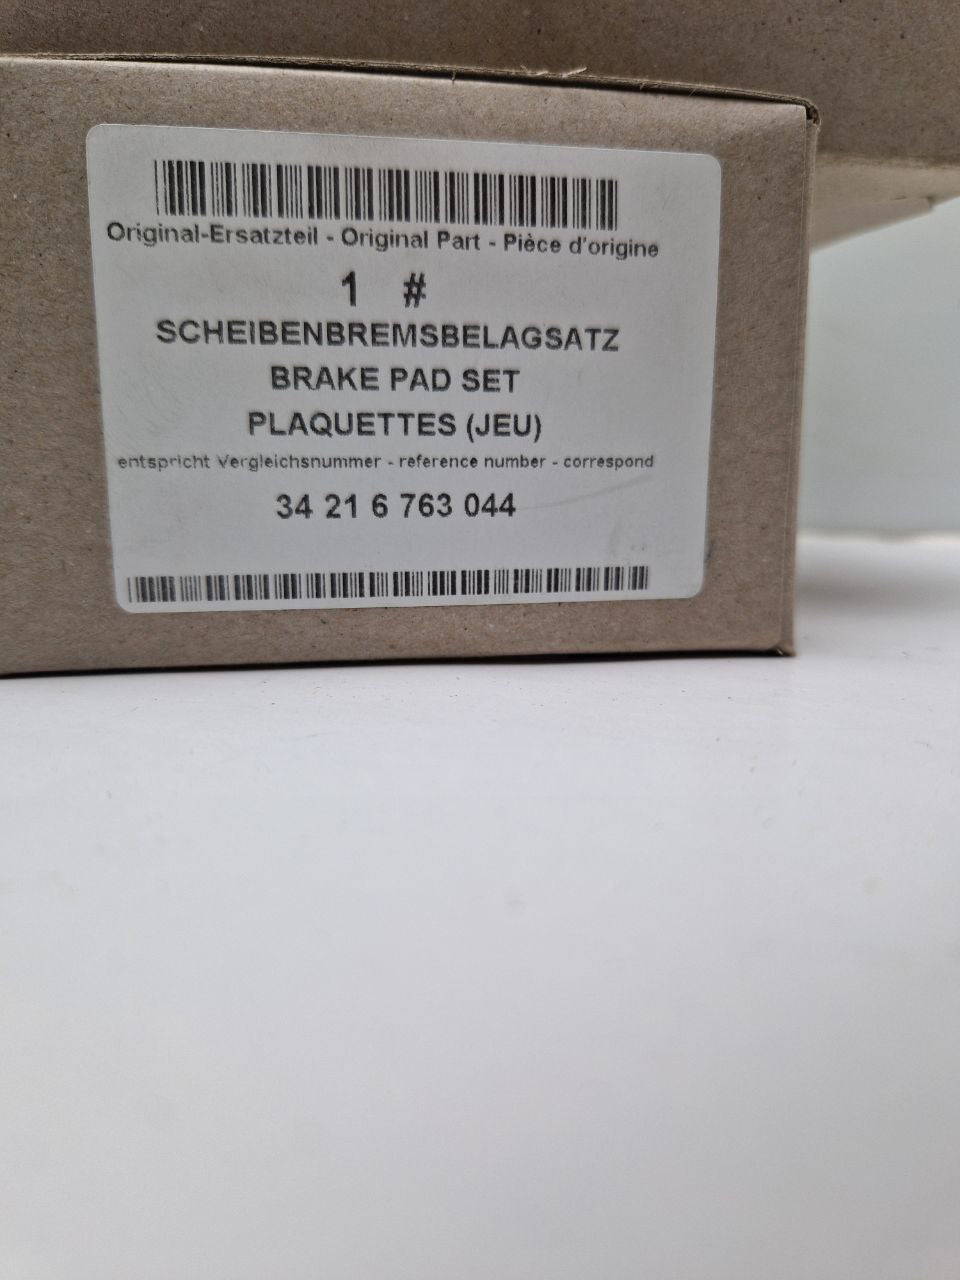 Original-Ersatzteil - Original Part - Pièce d'origine
1 #
SCHEIBENBREMSBELAGSATZ
BRAKE PAD SET
PLAQUETTES (JEU)
entspricht Vergleichsnummer - reference number - correspond
34 21 6 763 044